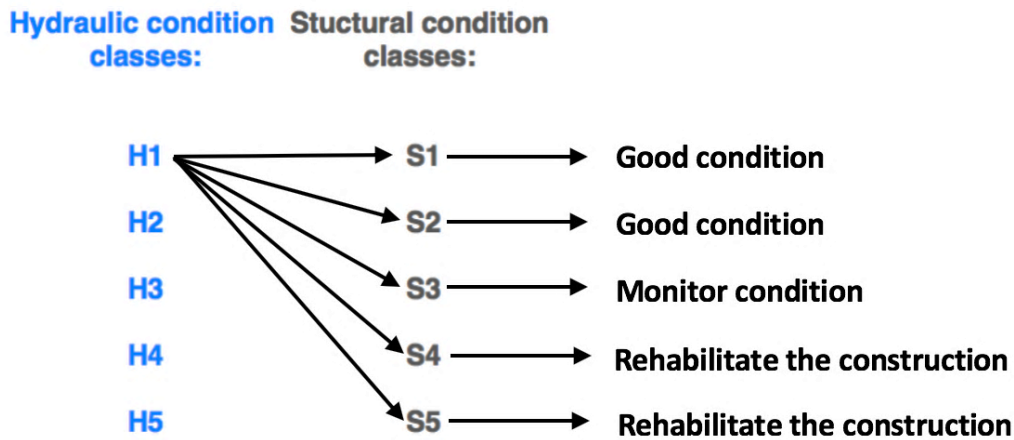 Hydraulic condition classes:
Stuctural condition classes:
H1 S1 Good condition
H2 S2 Good condition
H3 S3 Monitor condition
H4 S4 Rehabilitate the construction
H5 S5 Rehabilitate the construction